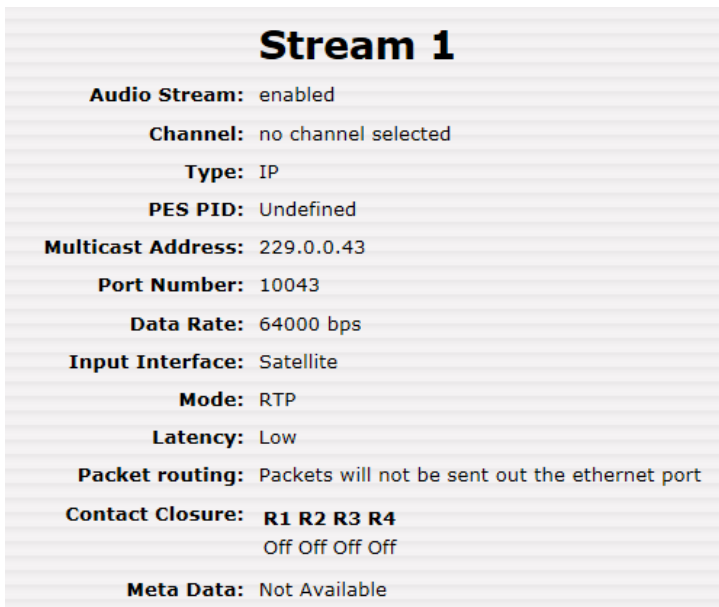 Stream 1
Audio Stream: enabled
Channel: no channel selected
Type: IP
PES PID: Undefined
Multicast Address: 229.0.0.43
Port Number: 10043
Data Rate: 64000 bps
Input Interface: Satellite
Mode: RTP
Latency: Low
Packet routing: Packets will not be sent out the ethernet port
Contact Closure: R1 R2 R3 R4
Off Off Off Off
Meta Data: Not Available